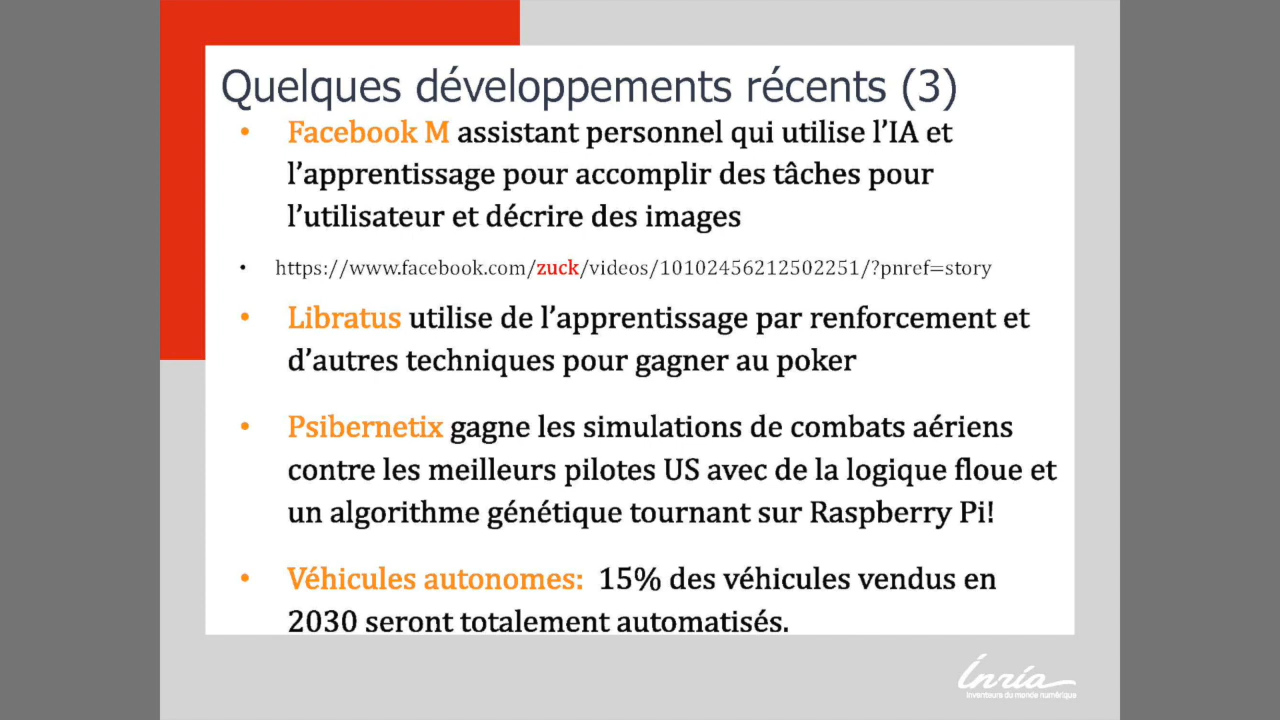 Quelques développements récents (3)
• Facebook M assistant personnel qui utilise l’IA et
l’apprentissage pour accomplir des tâches pour
l’utilisateur et décrire des images
• https://www.facebook.com/zuck/videos/10102456212502251/?pnref=story
• Libratus utilise de l’apprentissage par renforcement et
d’autres techniques pour gagner au poker
• Psibernetix gagne les simulations de combats aériens
contre les meilleurs pilotes US avec de la logique floue et
un algorithme génétique tournant sur Raspberry Pi!
• Véhicules autonomes: 15% des véhicules vendus en
2030 seront totalement automatisés.
Inria
inventeurs du monde numérique